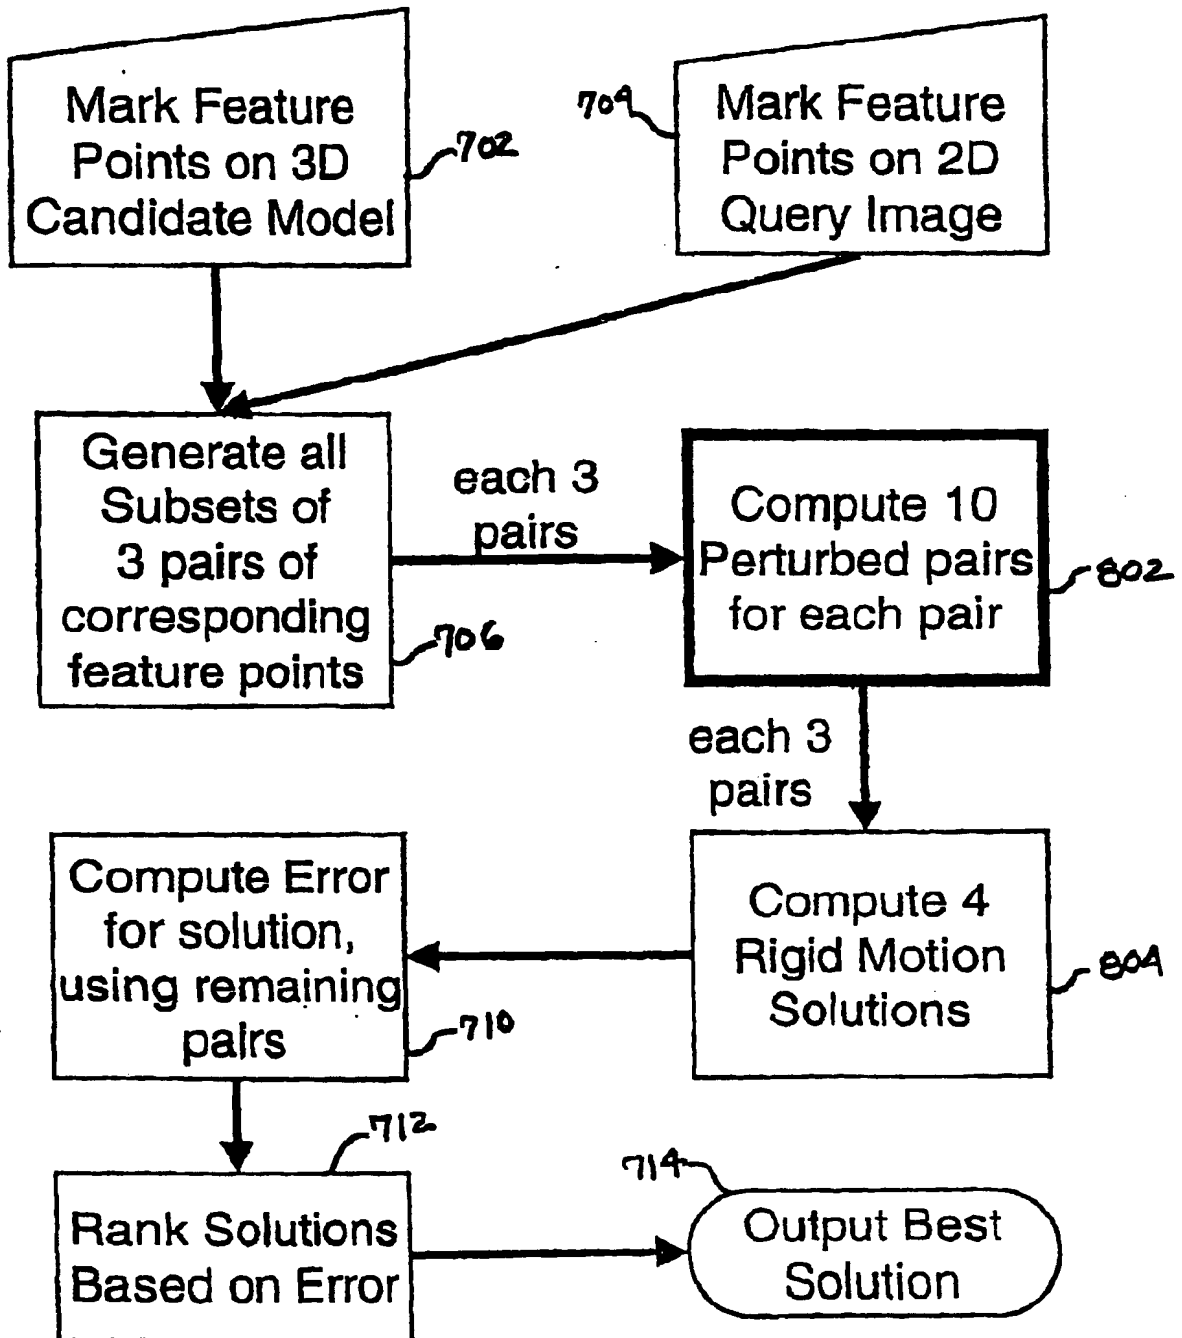 Mark Feature
Points on 3D
Candidate Model
702
704
Mark Feature
Points on 2D
Query Image
Generate all
Subsets of
3 pairs of
corresponding
feature points
706
each 3
pairs
Compute 10
Perturbed pairs
for each pair
802
each 3
pairs
Compute 4
Rigid Motion
Solutions
804
Compute Error
for solution,
using remaining
pairs
710
712
Rank Solutions
Based on Error
714
Output Best
Solution